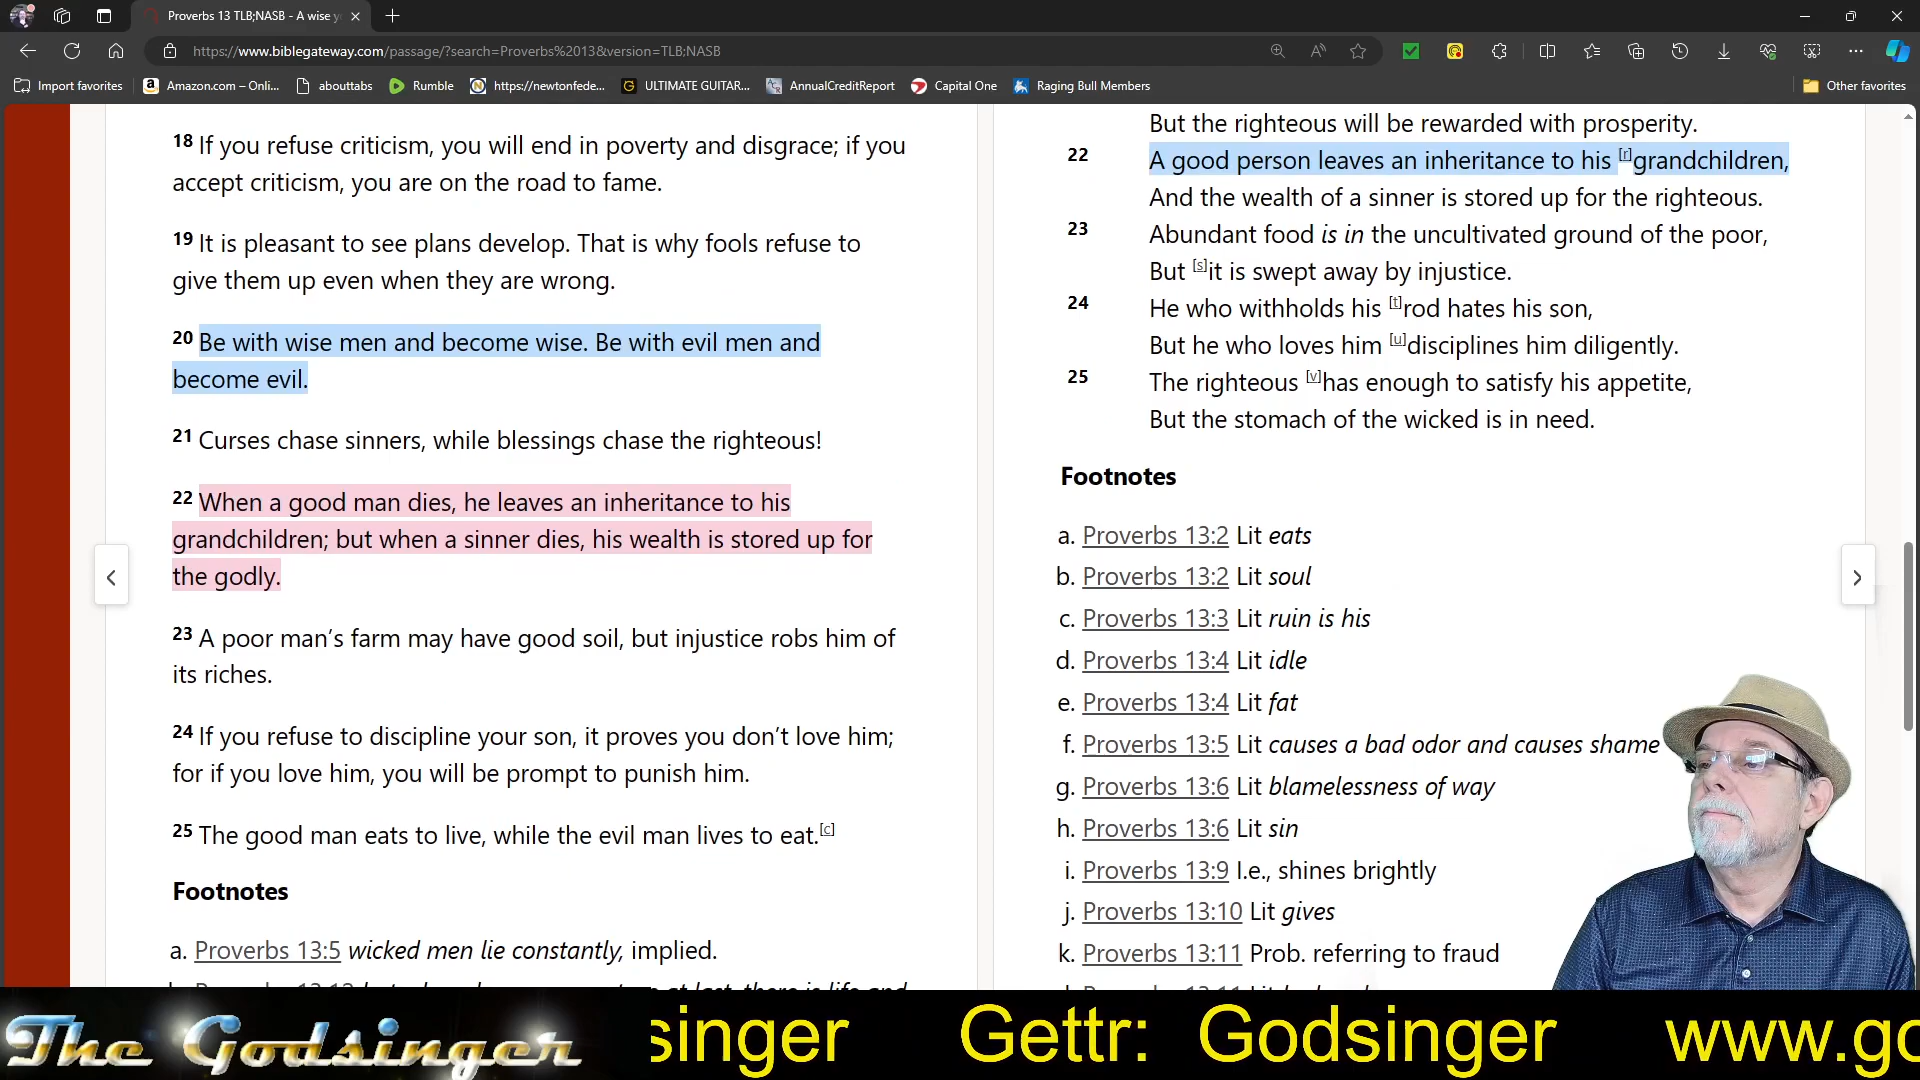 Proverbs 13 TLB;NASB - A wise y
https://www.biblegateway.com/passage/?search=Proverbs%2013&version=TLB;NASB
Import favorites
Amazon.com – Onli...
abouttabs
Rumble
https://newtonfede...
ULTIMATE GUITAR...
AnnualCreditReport
Capital One
Raging Bull Members
Other favorites
18 If you refuse criticism, you will end in poverty and disgrace; if you
accept criticism, you are on the road to fame.
19 It is pleasant to see plans develop. That is why fools refuse to
give them up even when they are wrong.
20 Be with wise men and become wise. Be with evil men and
become evil.
21 Curses chase sinners, while blessings chase the righteous!
22 When a good man dies, he leaves an inheritance to his
grandchildren; but when a sinner dies, his wealth is stored up for
the godly.
23 A poor man’s farm may have good soil, but injustice robs him of
its riches.
24 If you refuse to discipline your son, it proves you don’t love him;
for if you love him, you will be prompt to punish him.
25 The good man eats to live, while the evil man lives to eat.[c]
Footnotes
a. Proverbs 13:5 wicked men lie constantly, implied.
But the righteous will be rewarded with prosperity.
22 A good person leaves an inheritance to his [r]grandchildren,
And the wealth of a sinner is stored up for the righteous.
23 Abundant food is in the uncultivated ground of the poor,
But [s]it is swept away by injustice.
24 He who withholds his [t]rod hates his son,
But he who loves him [u]disciplines him diligently.
25 The righteous [v]has enough to satisfy his appetite,
But the stomach of the wicked is in need.
Footnotes
a. Proverbs 13:2 Lit eats
b. Proverbs 13:2 Lit soul
c. Proverbs 13:3 Lit ruin is his
d. Proverbs 13:4 Lit idle
e. Proverbs 13:4 Lit fat
f. Proverbs 13:5 Lit causes a bad odor and causes shame
g. Proverbs 13:6 Lit blamelessness of way
h. Proverbs 13:6 Lit sin
i. Proverbs 13:9 I.e., shines brightly
j. Proverbs 13:10 Lit gives
k. Proverbs 13:11 Prob. referring to fraud
The Godsinger
singer Gettr: Godsinger www.go